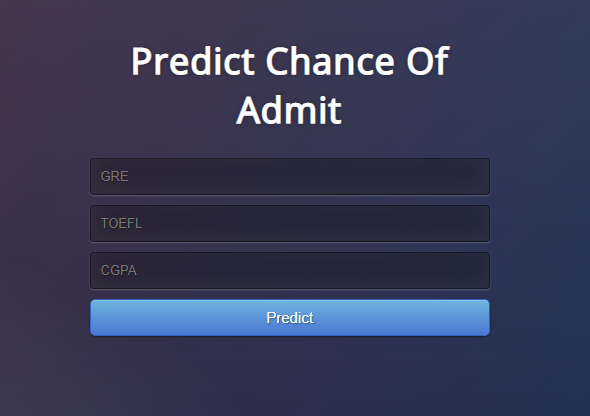 Predict Chance Of
Admit
GRE
TOEFL
CGPA
Predict